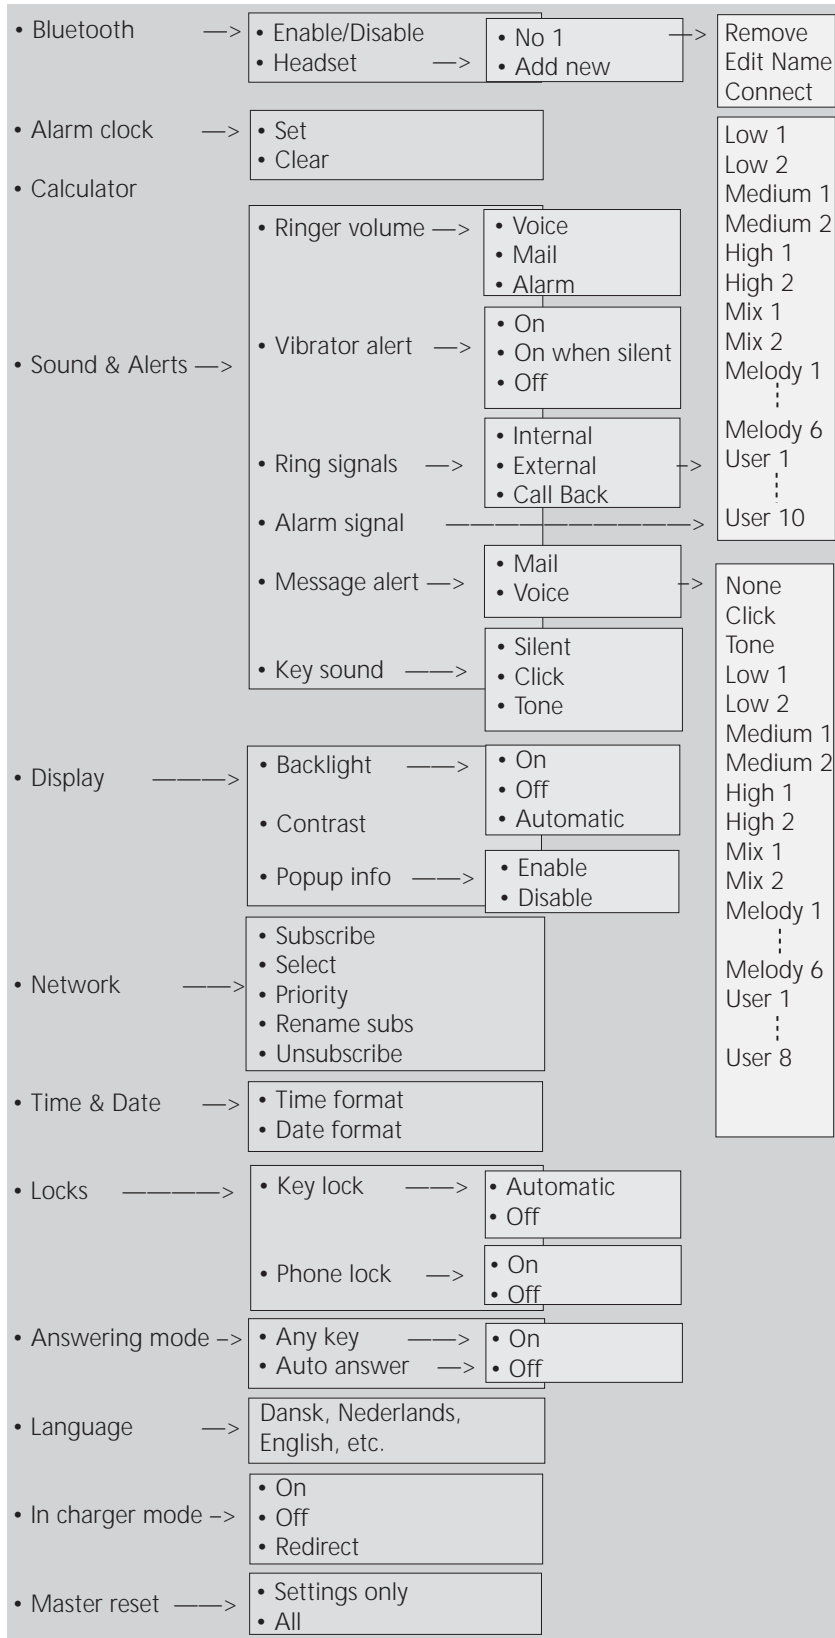 • Bluetooth —> • Enable/Disable
• Headset —> • No 1
• Add new —> Remove
Edit Name
Connect
• Alarm clock —> • Set
• Clear
• Calculator
• Sound & Alerts —>
• Ringer volume —> • Voice
• Mail
• Alarm
• Vibrator alert —> • On
• On when silent
• Off
• Ring signals —> • Internal
• External —>
• Call Back
• Alarm signal ————————————>
Low 1
Low 2
Medium 1
Medium 2
High 1
High 2
Mix 1
Mix 2
Melody 1
Melody 6
User 1
User 10
• Message alert —> • Mail
• Voice —>
None
Click
Tone
Low 1
Low 2
Medium 1
Medium 2
High 1
High 2
Mix 1
Mix 2
Melody 1
Melody 6
User 1
User 8
• Key sound ——> • Silent
• Click
• Tone
• Display ———>
• Backlight ——> • On
• Off
• Automatic
• Contrast
• Popup info ——> • Enable
• Disable
• Network ——>
• Subscribe
• Select
• Priority
• Rename subs
• Unsubscribe
• Time & Date —> • Time format
• Date format
• Locks ————> • Key lock ——> • Automatic
• Off
• Phone lock —> • On
• Off
• Answering mode –> • Any key ——> • On
• Auto answer —> • Off
• Language —> Dansk, Nederlands,
English, etc.
• In charger mode –> • On
• Off
• Redirect
• Master reset ——> • Settings only
• All